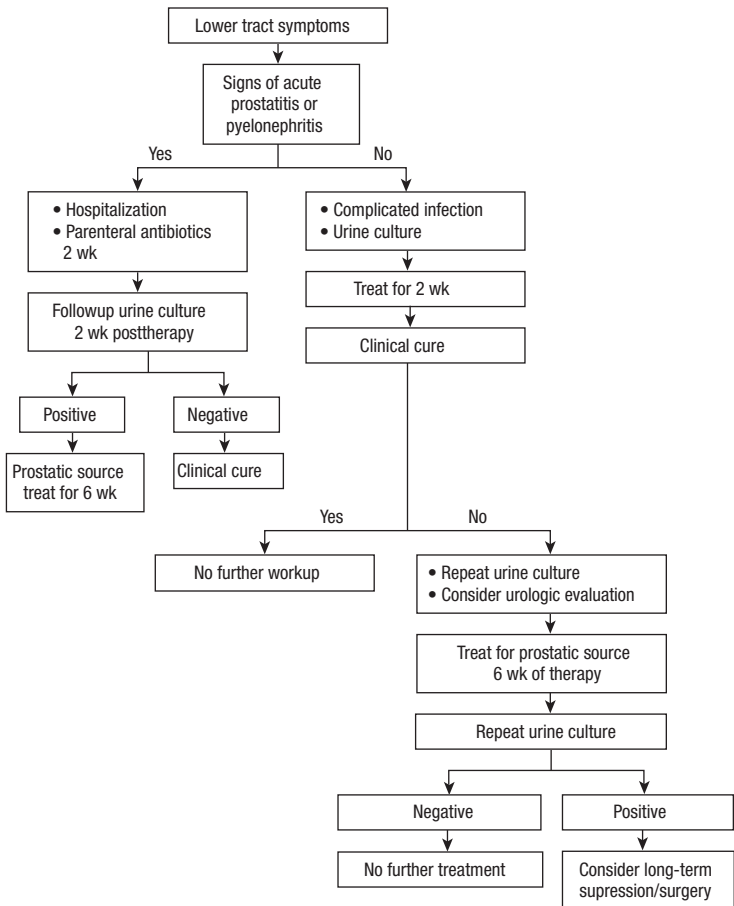 Lower tract symptoms
Signs of acute
prostatitis or
pyelonephritis
Yes
No
• Hospitalization
• Parenteral antibiotics
2 wk
• Complicated infection
• Urine culture
Treat for 2 wk
Followup urine culture
2 wk posttherapy
Clinical cure
Positive
Negative
Prostatic source
treat for 6 wk
Clinical cure
Yes
No
No further workup
• Repeat urine culture
• Consider urologic evaluation
Treat for prostatic source
6 wk of therapy
Repeat urine culture
Negative
Positive
No further treatment
Consider long-term
supression/surgery